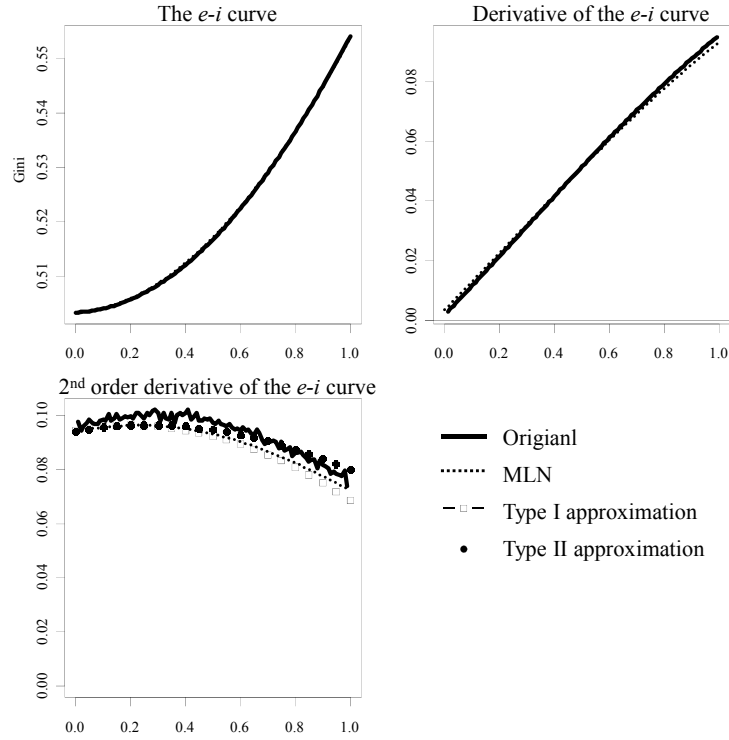 The e-i curve
Gini
0.55
0.54
0.53
0.52
0.51
0.0 0.2 0.4 0.6 0.8 1.0
Derivative of the e-i curve
0.08
0.06
0.04
0.02
0.00
0.0 0.2 0.4 0.6 0.8 1.0
2nd order derivative of the e-i curve
0.10
0.08
0.06
0.04
0.02
0.00
0.0 0.2 0.4 0.6 0.8 1.0
Origianl
MLN
Type I approximation
Type II approximation